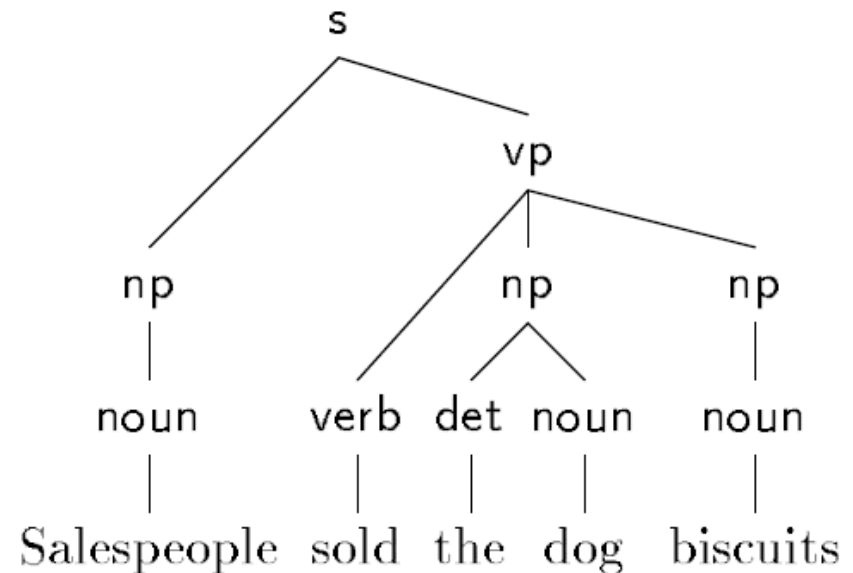 s
vp
np np np
noun verb det noun noun
Salespeople sold the dog biscuits